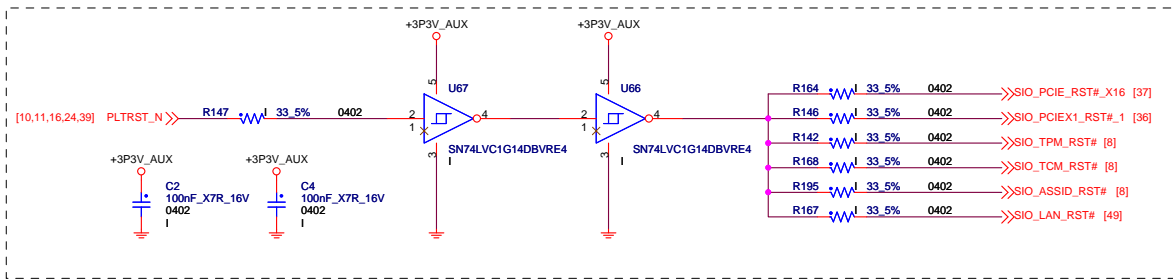 +3P3V_AUX
+3P3V_AUX
5
U67
5
U66
[10,11,16,24,39] PLTRST_N
R147 I 33_5% 0402
2
4
1
3
SN74LVC1G14DBVRE4
I
2
4
1
3
SN74LVC1G14DBVRE4
I
R164 I 33_5% 0402 SIO_PCIE_RST#_X16 [37]
R146 I 33_5% 0402 SIO_PCIEX1_RST#_1 [36]
R142 I 33_5% 0402 SIO_TPM_RST# [8]
R168 I 33_5% 0402 SIO_TCM_RST# [8]
R195 I 33_5% 0402 SIO_ASSID_RST# [8]
R167 I 33_5% 0402 SIO_LAN_RST# [49]
+3P3V_AUX
C2
100nF_X7R_16V
0402
I
+3P3V_AUX
C4
100nF_X7R_16V
0402
I